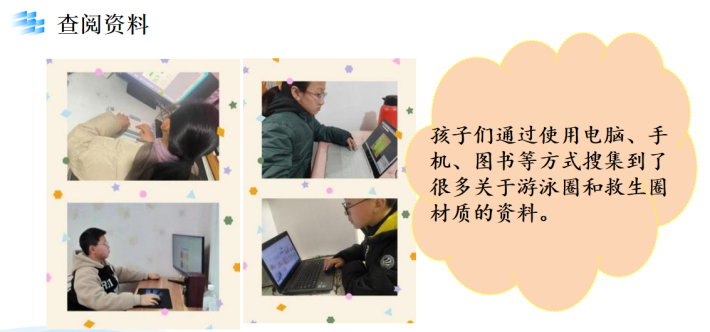 查阅资料
孩子们通过使用电脑、手
机、图书等方式搜集到了
很多关于游泳圈和救生圈
材质的资料。